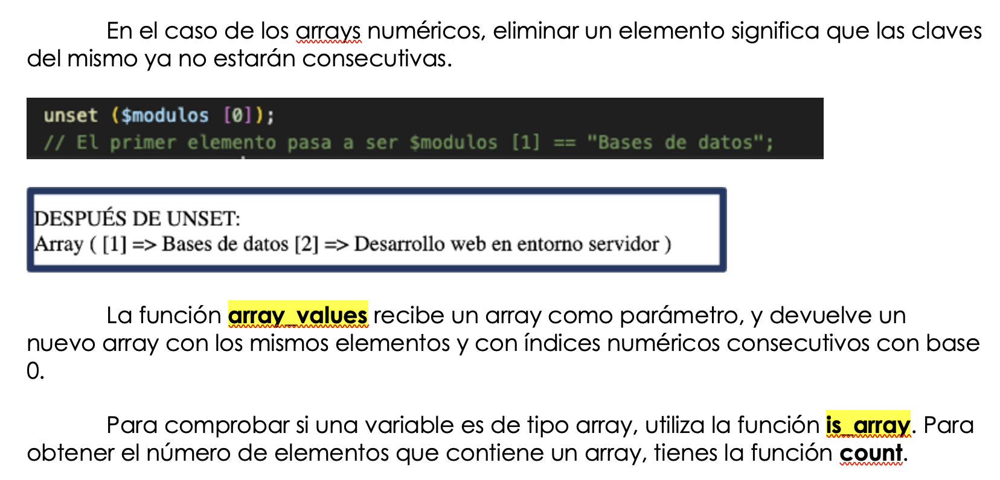 En el caso de los arrays numéricos, eliminar un elemento significa que las claves
del mismo ya no estarán consecutivas.
unset ($modulos [0]);
// El primer elemento pasa a ser $modulos [1] == "Bases de datos";
DESPUÉS DE UNSET:
Array ( [1] => Bases de datos [2] => Desarrollo web en entorno servidor )
La función array_values recibe un array como parámetro, y devuelve un
nuevo array con los mismos elementos y con índices numéricos consecutivos con base
0.
Para comprobar si una variable es de tipo array, utiliza la función is_array. Para
obtener el número de elementos que contiene un array, tienes la función count.